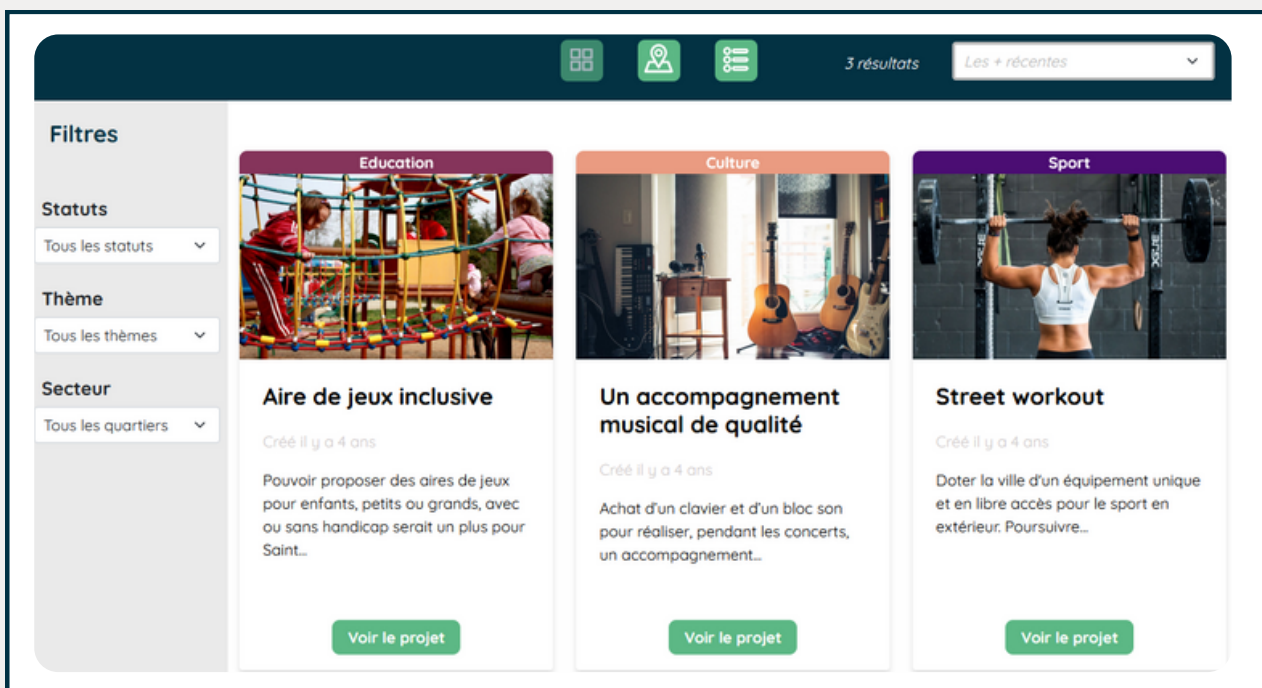 3 résultats
Les + récentes
Filtres
Statuts
Tous les statuts
Thème
Tous les thèmes
Secteur
Tous les quartiers
Education
Aire de jeux inclusive
Créé il y a 4 ans
Pouvoir proposer des aires de jeux
pour enfants, petits ou grands, avec
ou sans handicap serait un plus pour
Saint...
Voir le projet
Culture
Un accompagnement
musical de qualité
Créé il y a 4 ans
Achat d'un clavier et d'un bloc son
pour réaliser, pendant les concerts,
un accompagnement...
Voir le projet
Sport
Street workout
Créé il y a 4 ans
Doter la ville d'un équipement unique
et en libre accès pour le sport en
extérieur. Poursuivre...
Voir le projet